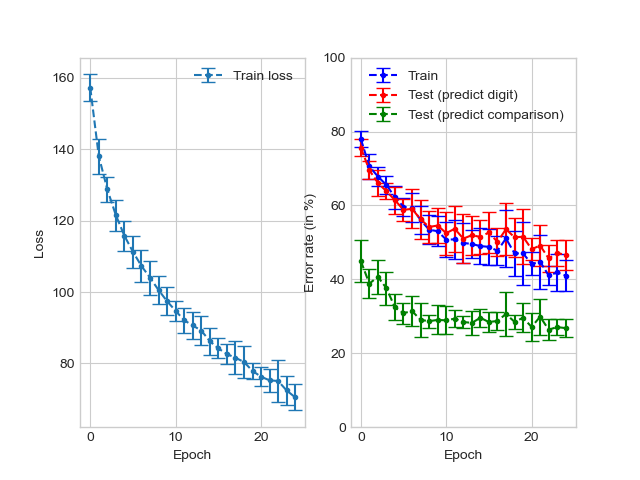 Train loss
160
140
120
100
80
Loss
0
10
20
Epoch
Train
Test (predict digit)
Test (predict comparison)
100
80
60
40
20
0
Error rate (in %)
0
10
20
Epoch